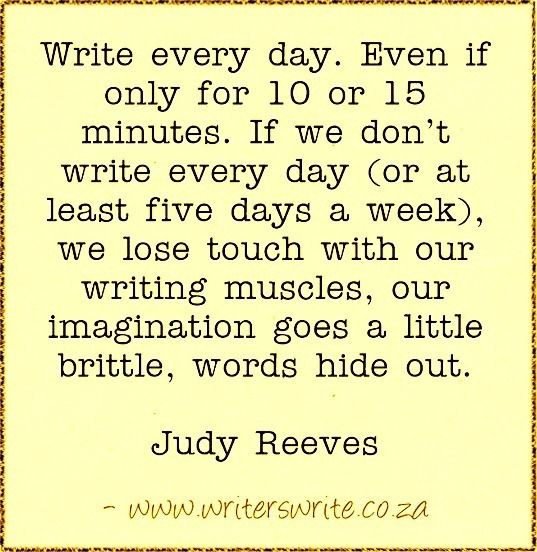 Write every day. Even if
only for 10 or 15
minutes. If we don't
write every day (or at
least five days a week),
we lose touch with our
writing muscles, our
imagination goes a little
brittle, words hide out.
Judy Reeves
- www.writerswrite.co.za